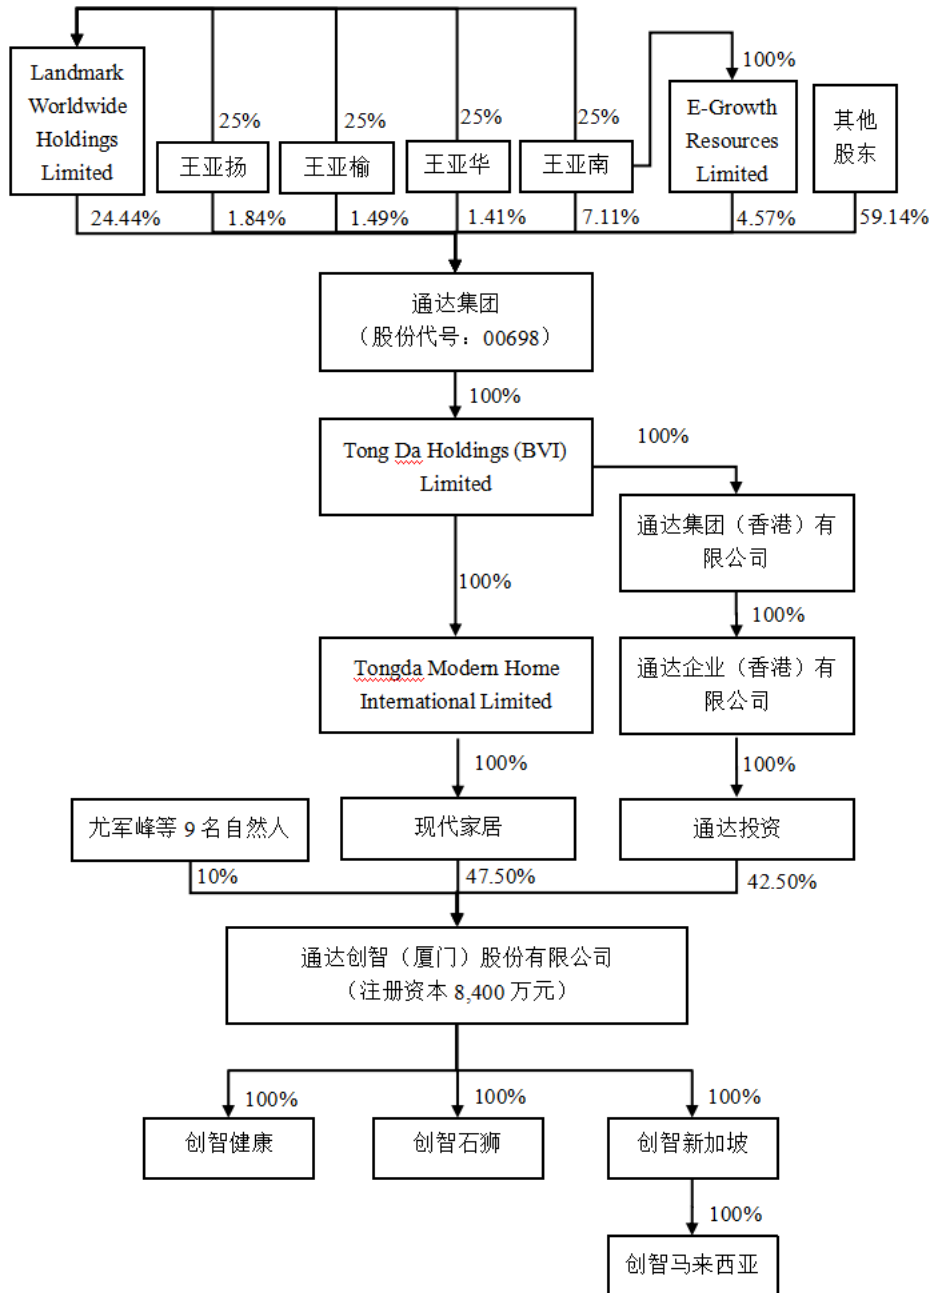 100%
Landmark
Worldwide
Holdings
Limited
25%
25%
25%
25%
E-Growth
Resources
Limited
其他
股东
王亚扬
王亚榆
王亚华
王亚南
24.44%
1.84%
1.49%
1.41%
7.11%
4.57%
59.14%
通达集团
（股份代号：00698）
100%
Tong Da Holdings (BVI)
Limited
100%
通达集团（香港）有
限公司
100%
100%
Tongda Modern Home
International Limited
通达企业（香港）有
限公司
100%
100%
尤军峰等 9 名自然人
现代家居
通达投资
10%
47.50%
42.50%
通达创智（厦门）股份有限公司
（注册资本 8,400 万元）
100%
100%
100%
创智健康
创智石狮
创智新加坡
100%
创智马来西亚